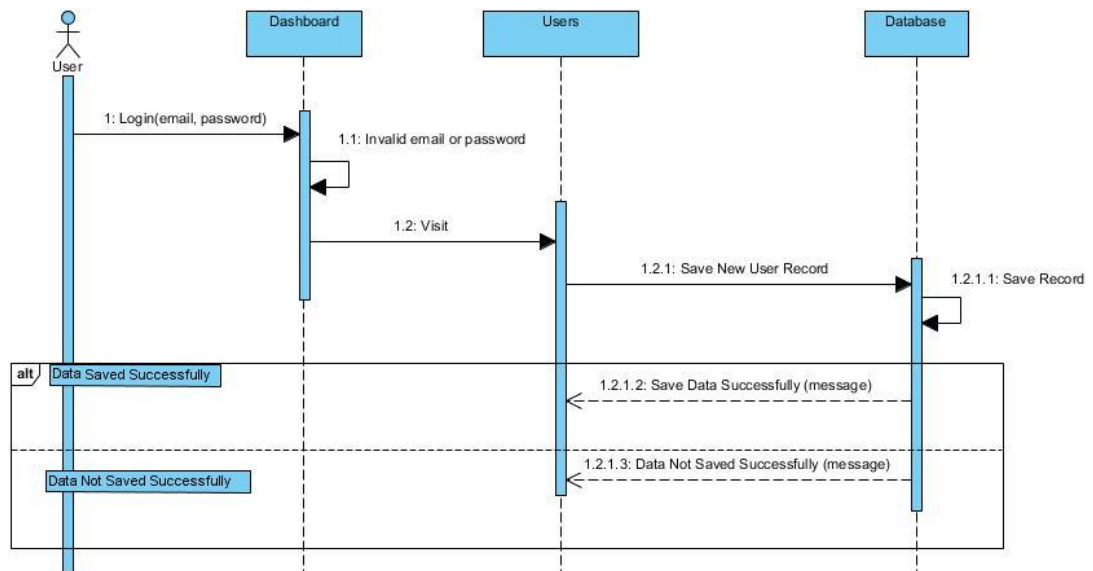 Dashboard
Users
Database
User
1: Login(email, password)
1.1: Invalid email or password
1.2: Visit
1.2.1: Save New User Record
1.2.1.1: Save Record
alt
Data Saved Successfully
1.2.1.2: Save Data Successfully (message)
1.2.1.3: Data Not Saved Successfully (message)
Data Not Saved Successfully